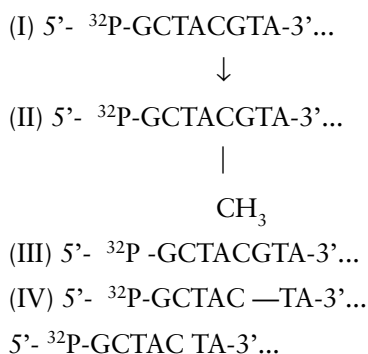 (I) 5’- ³²P-GCTACGTA-3’...
↓
(II) 5’- ³²P-GCTACGTA-3’...
|
CH₃
(III) 5’- ³²P -GCTACGTA-3’...
(IV) 5’- ³²P-GCTAC —TA-3’...
5’- ³²P-GCTAC TA-3’...